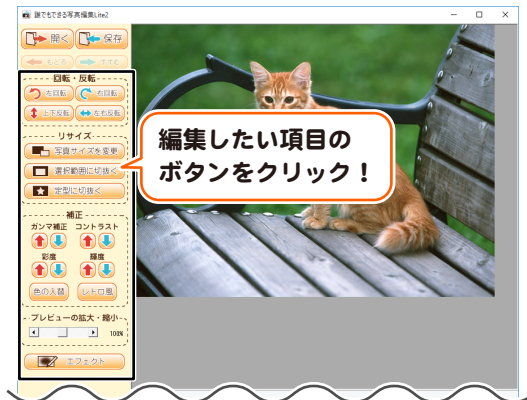 誰でもできる写真編集Lite2
開く 保存
もどる すすむ
回転・反転
左回転 右回転
上下反転 左右反転
リサイズ
写真サイズを変更
選択範囲に切抜く
定型に切抜く
編集したい項目の
ボタンをクリック！
補正
ガンマ補正 コントラスト
彩度 輝度
色の入替 レトロ風
プレビューの拡大・縮小
100%
エフェクト